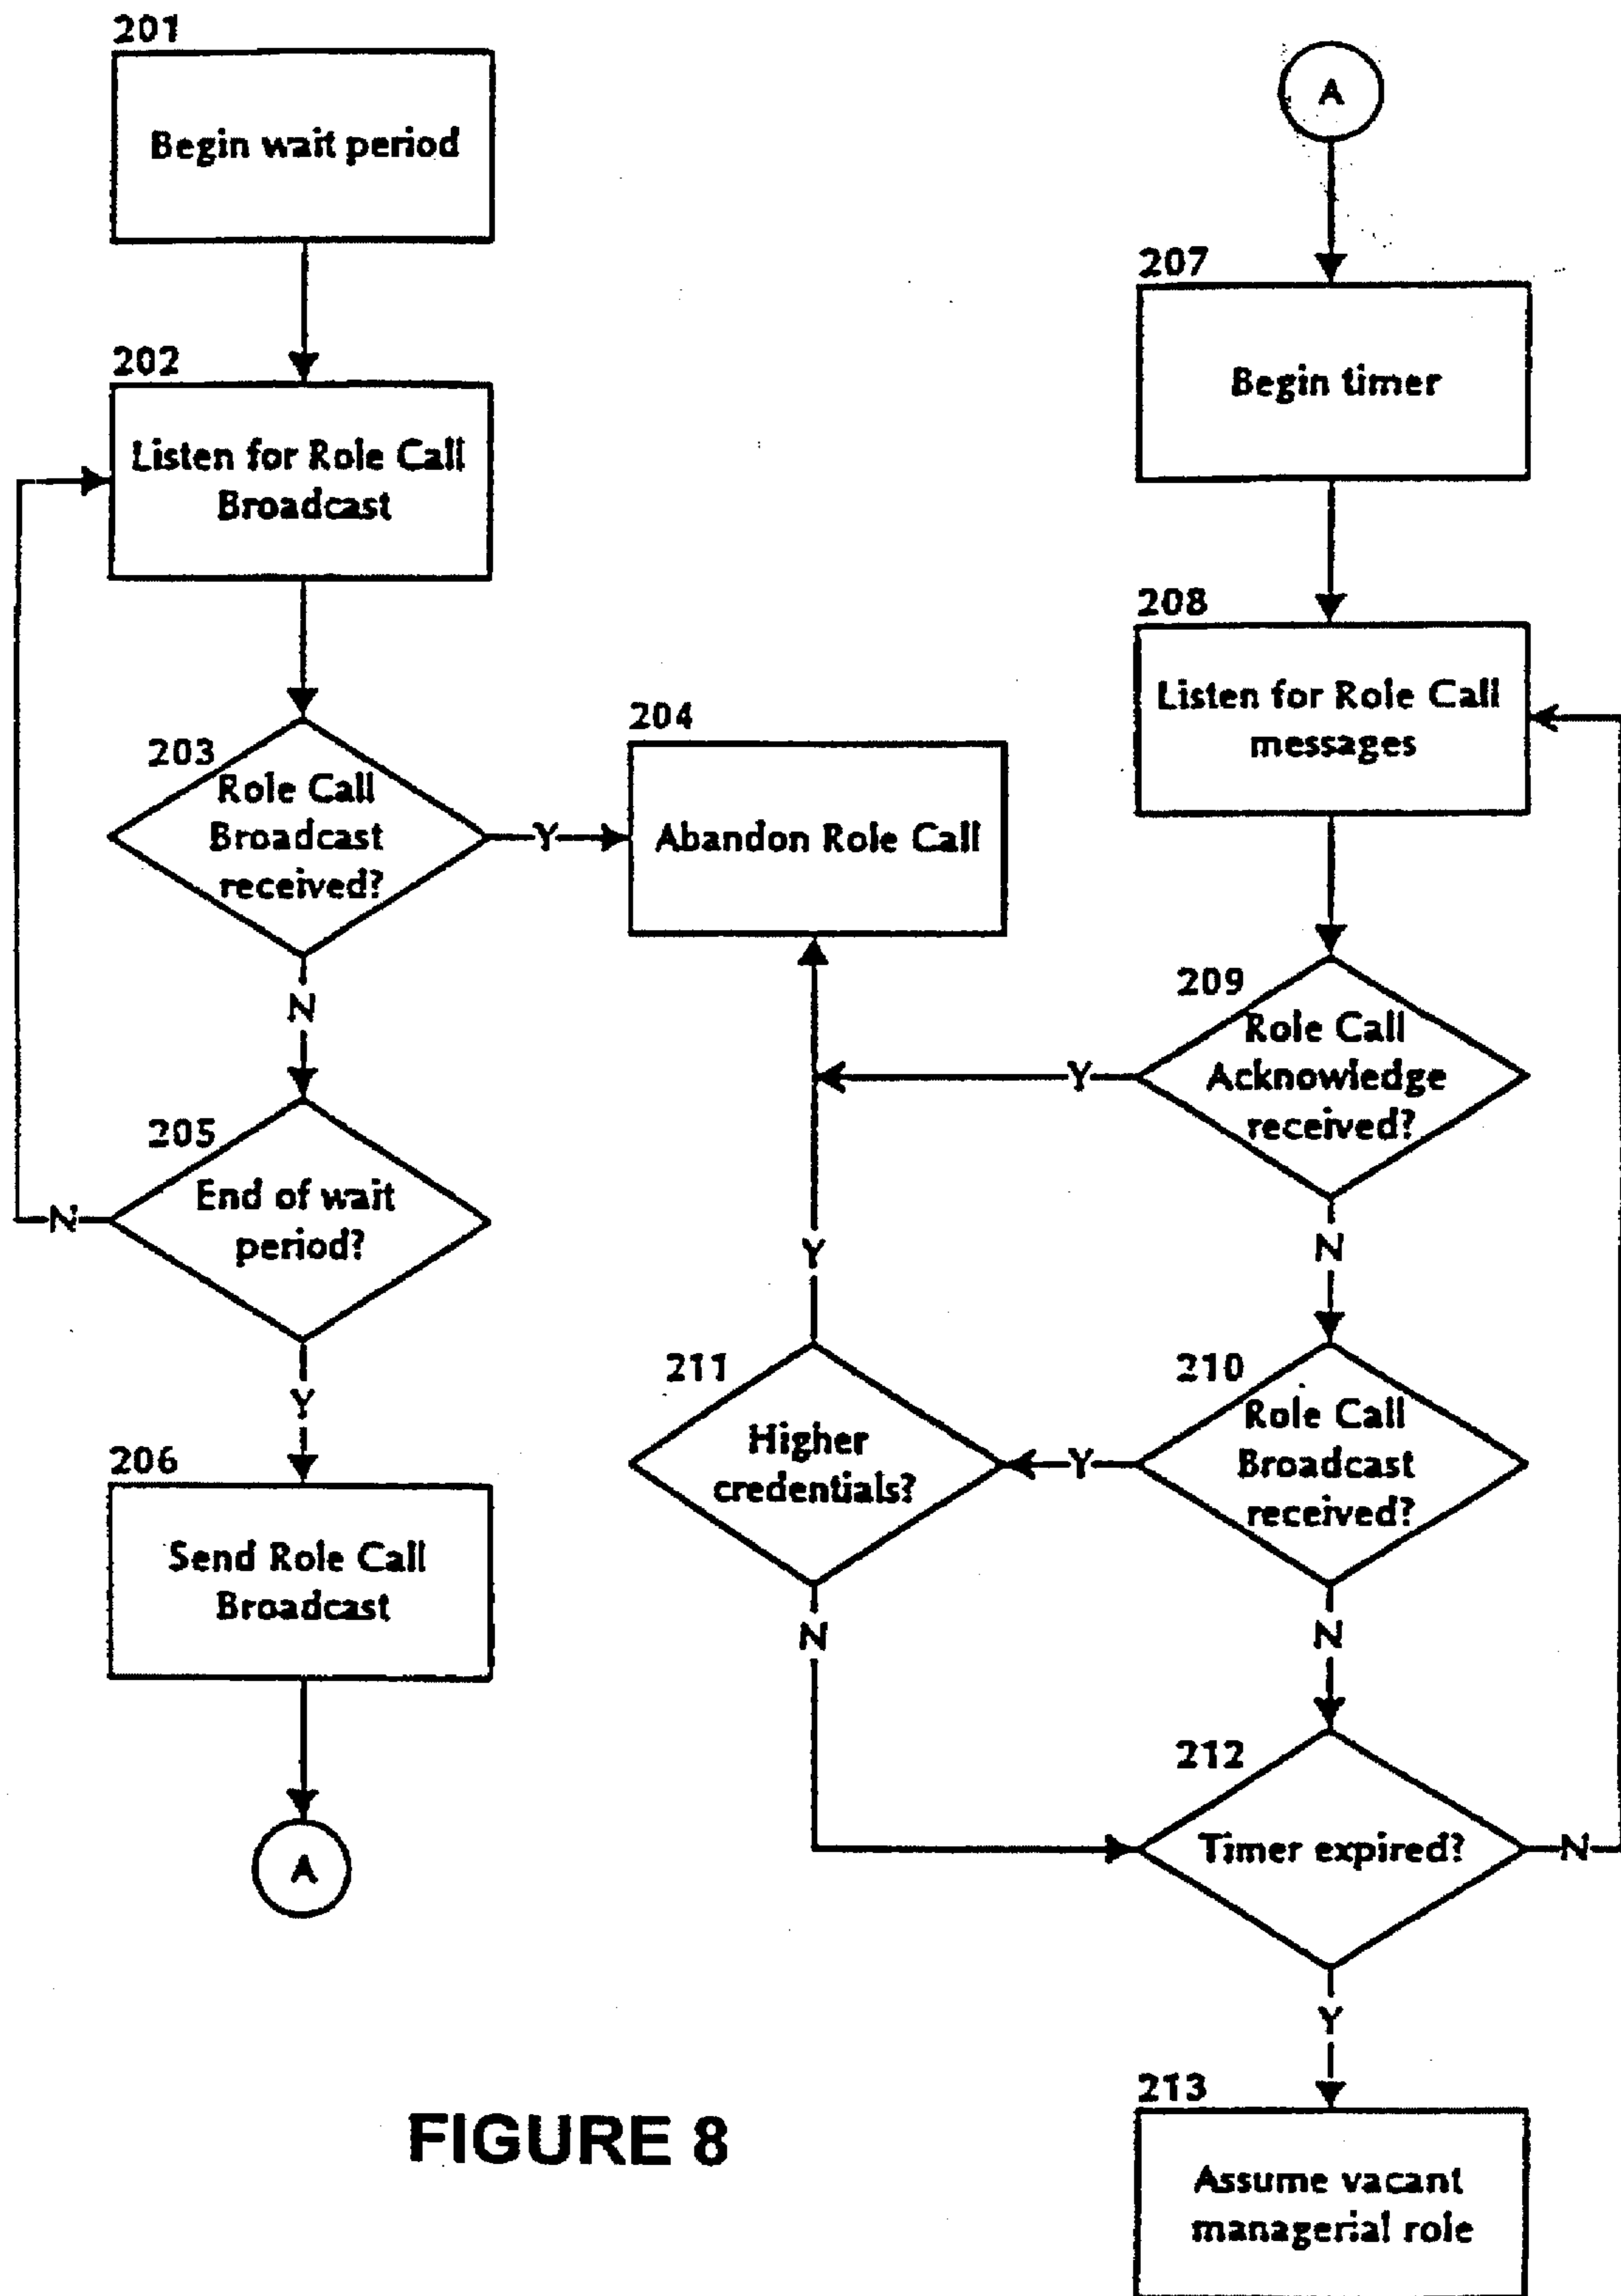 201
Begin wait period
202
Listen for Role Call
Broadcast
203
Role Call
Broadcast
received?
Y
204
Abandon Role Call
N
205
End of wait
period?
N
Y
206
Send Role Call
Broadcast
A
A
207
Begin timer
208
Listen for Role Call
messages
209
Role Call
Acknowledge
received?
Y
N
210
Role Call
Broadcast
received?
Y
211
Higher
credentials?
Y
N
N
212
Timer expired?
N
Y
213
Assume vacant
managerial role
FIGURE 8